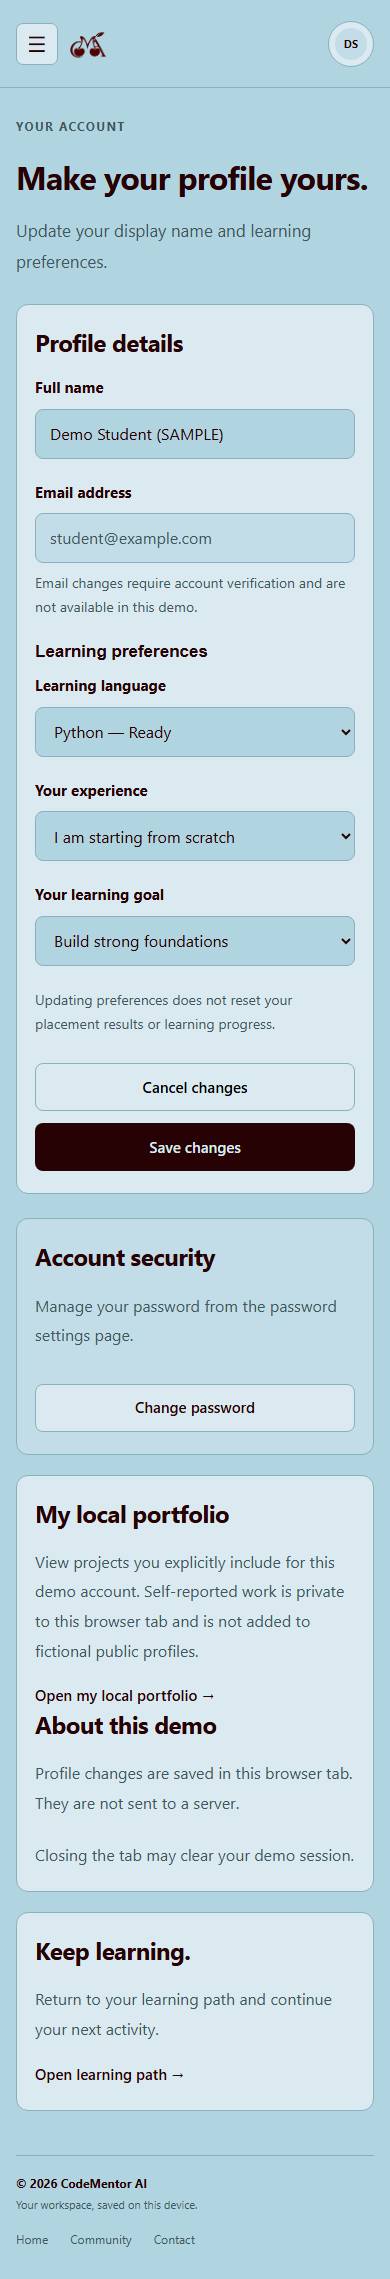 ☰
DS
YOUR ACCOUNT
Make your profile yours.
Update your display name and learning
preferences.
Profile details
Full name
Demo Student (SAMPLE)
Email address
student@example.com
Email changes require account verification and are
not available in this demo.
Learning preferences
Learning language
Python — Ready
Your experience
I am starting from scratch
Your learning goal
Build strong foundations
Updating preferences does not reset your
placement results or learning progress.
Cancel changes
Save changes
Account security
Manage your password from the password
settings page.
Change password
My local portfolio
View projects you explicitly include for this
demo account. Self-reported work is private
to this browser tab and is not added to
fictional public profiles.
Open my local portfolio →
About this demo
Profile changes are saved in this browser tab.
They are not sent to a server.
Closing the tab may clear your demo session.
Keep learning.
Return to your learning path and continue
your next activity.
Open learning path →
© 2026 CodeMentor AI
Your workspace, saved on this device.
Home Community Contact